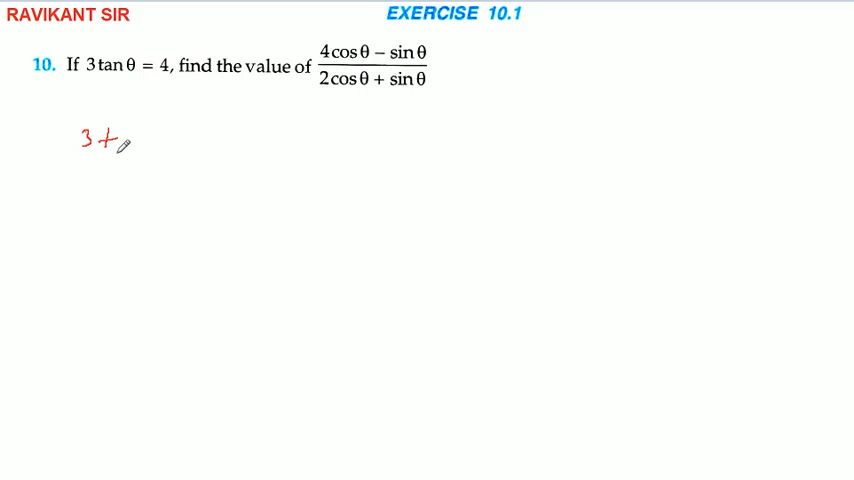 RAVIKANT SIR
EXERCISE 10.1
10. If 3 tan θ = 4, find the value of (4 cos θ − sin θ)/(2 cos θ + sin θ)
3 t